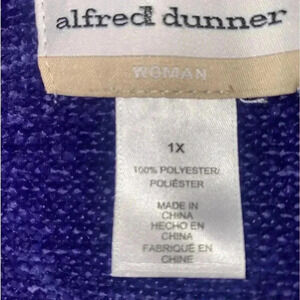 alfred dunner
WOMAN
1X
100% POLYESTER/
POLIÉSTER
MADE IN
CHINA
HECHO EN
CHINA
FABRIQUÉ EN
CHINE